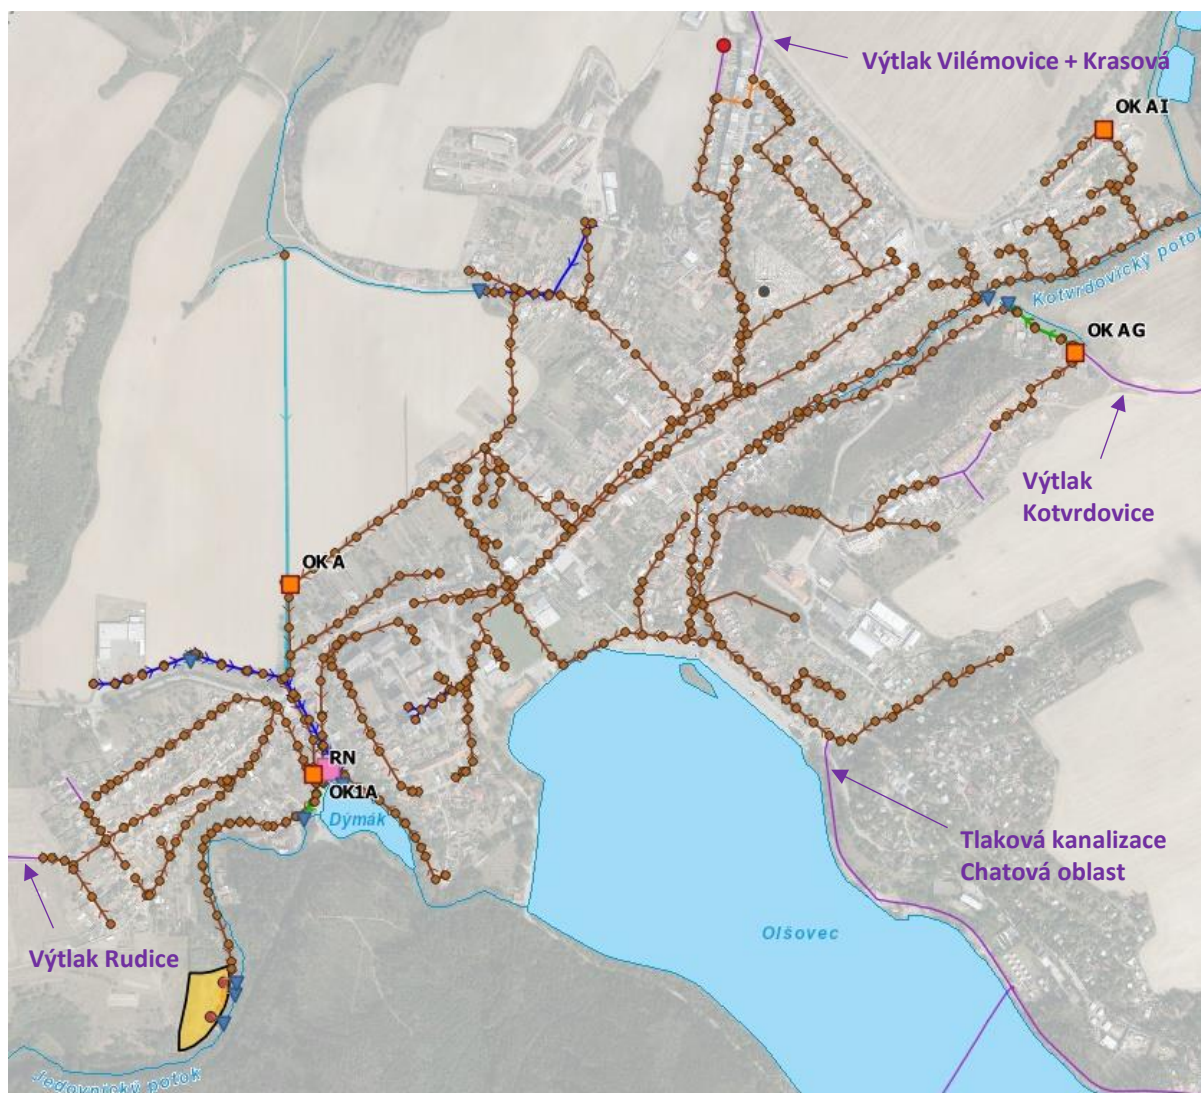 Výtlak Vilémovice + Krasová
OK AI
Kotvrdovický potok
OK AG
Výtlak
Kotvrdovice
OK A
RN
OK1A
Dýmák
Tlaková kanalizace
Chatová oblast
Olšovec
Výtlak Rudice
Jedovnický potok